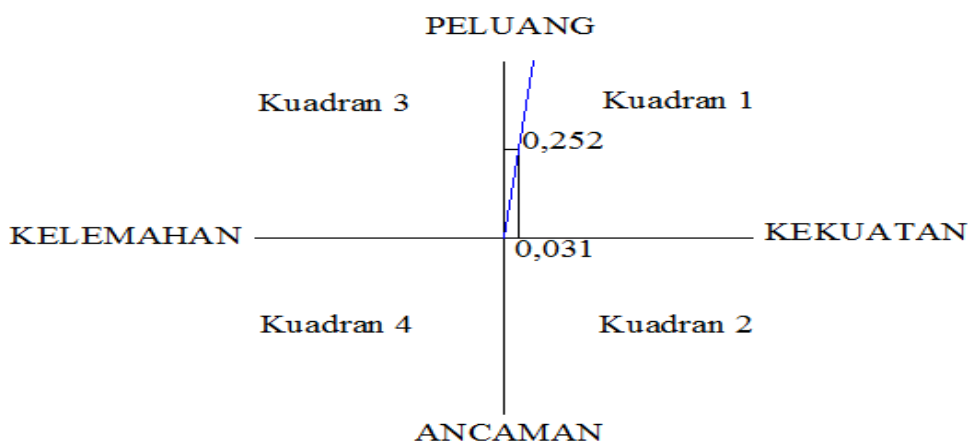 PELUANG
Kuadran 3
Kuadran 1
0,252
KELEMAHAN
KEKUATAN
0,031
Kuadran 4
Kuadran 2
ANCAMAN